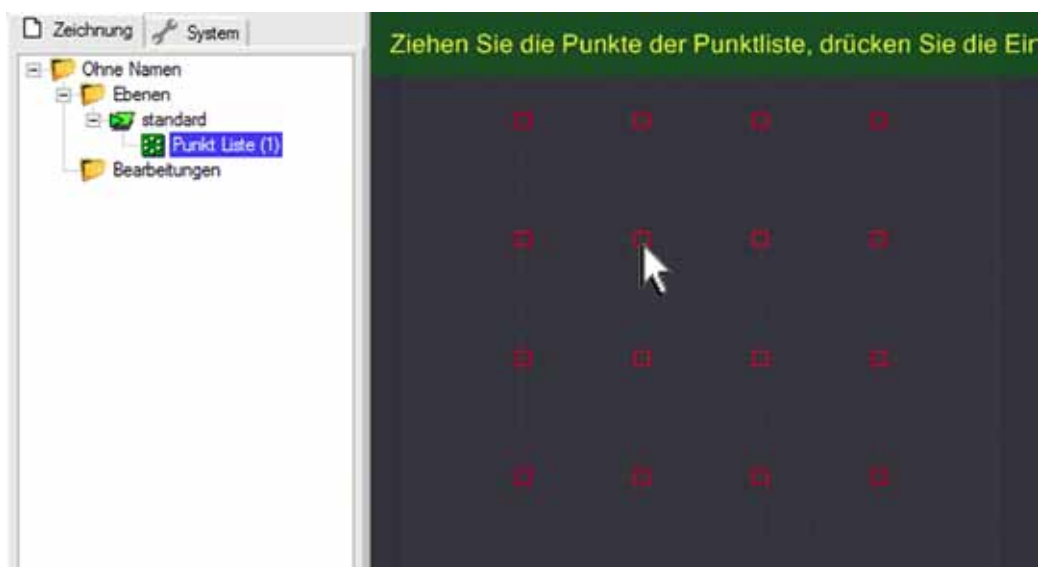 Zeichnung System
Ziehen Sie die Punkte der Punktliste, drücken Sie die Ein
Ohne Namen
Ebenen
standard
Punkt Liste (1)
Bearbeitungen